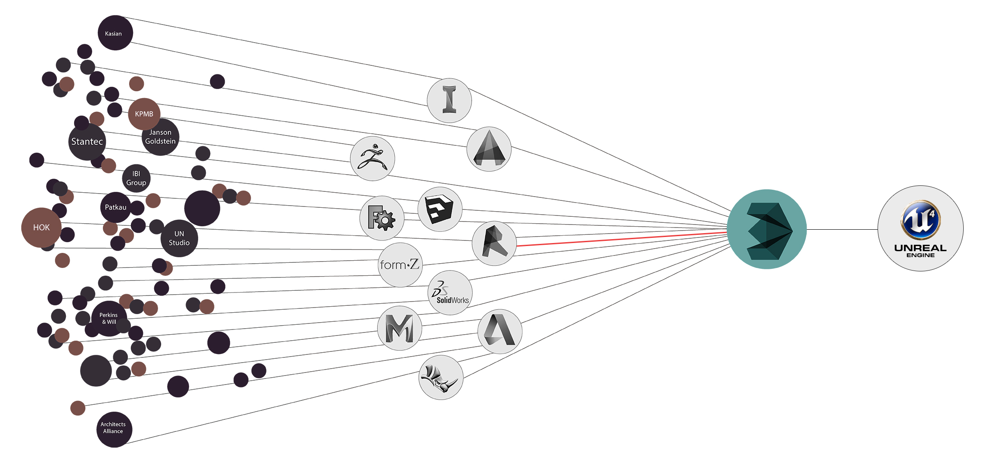 Kasian
KPMB
Janson
Goldstein
Stantec
IBI
Group
Patkau
HOK
UN
Studio
Perkins
& Will
Architects
Alliance
form·Z
SolidWorks
U4
UNREAL
ENGINE